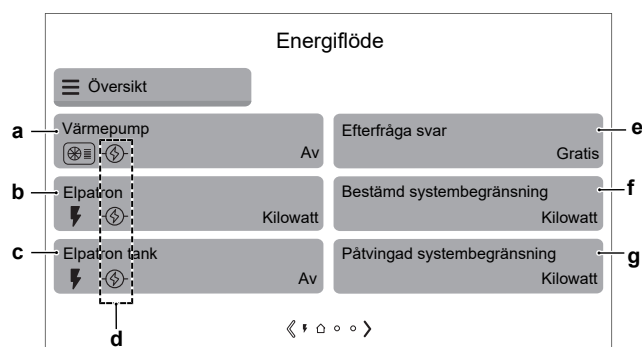 Energiflöde
Översikt
a
Värmepump
Av
e
Efterfråga svar
Gratis
b
Elpatron
Kilowatt
f
Bestämd systembegränsning
Kilowatt
c
Elpatron tank
Av
g
Påtvingad systembegränsning
Kilowatt
d